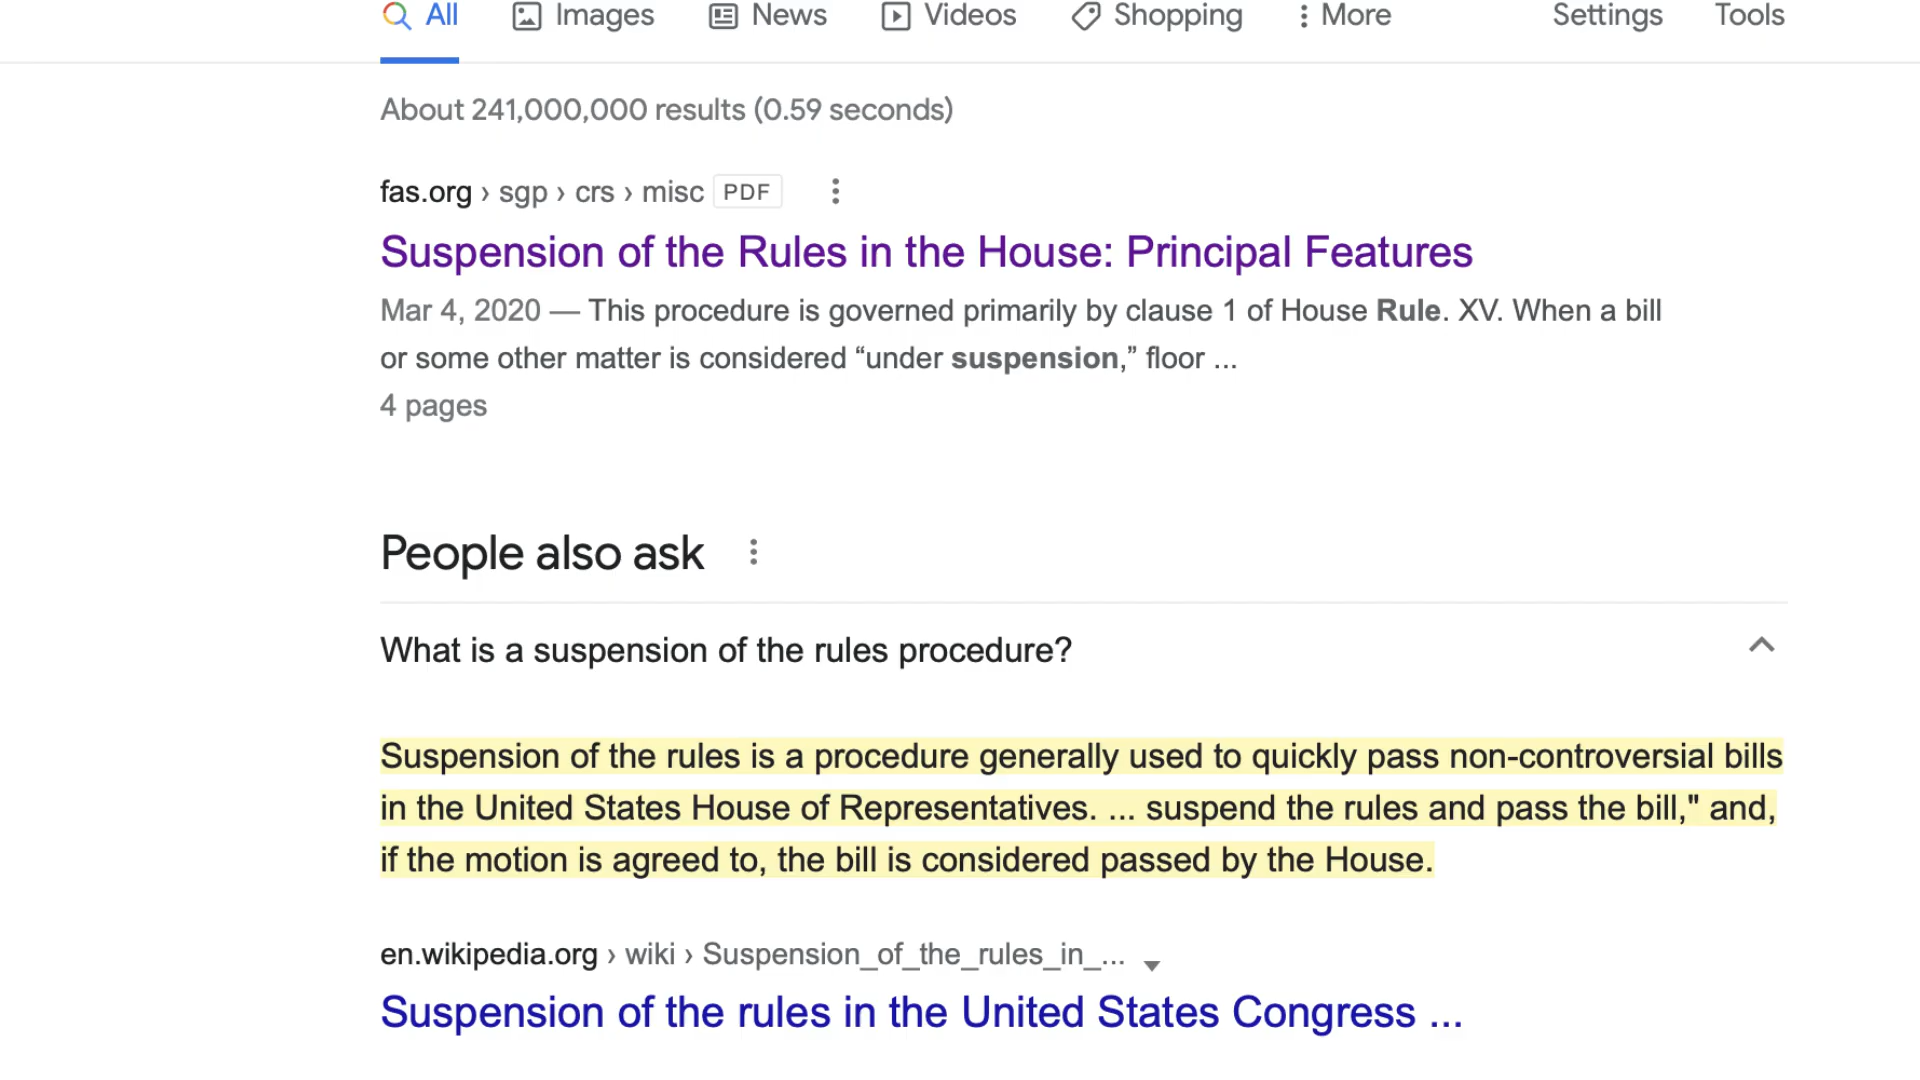 All Images News Videos Shopping More Settings Tools
About 241,000,000 results (0.59 seconds)
fas.org › sgp › crs › misc PDF
Suspension of the Rules in the House: Principal Features
Mar 4, 2020 — This procedure is governed primarily by clause 1 of House Rule. XV. When a bill
or some other matter is considered “under suspension,” floor ...
4 pages
People also ask
What is a suspension of the rules procedure?
Suspension of the rules is a procedure generally used to quickly pass non-controversial bills
in the United States House of Representatives. ... suspend the rules and pass the bill," and,
if the motion is agreed to, the bill is considered passed by the House.
en.wikipedia.org › wiki › Suspension_of_the_rules_in_...
Suspension of the rules in the United States Congress ...